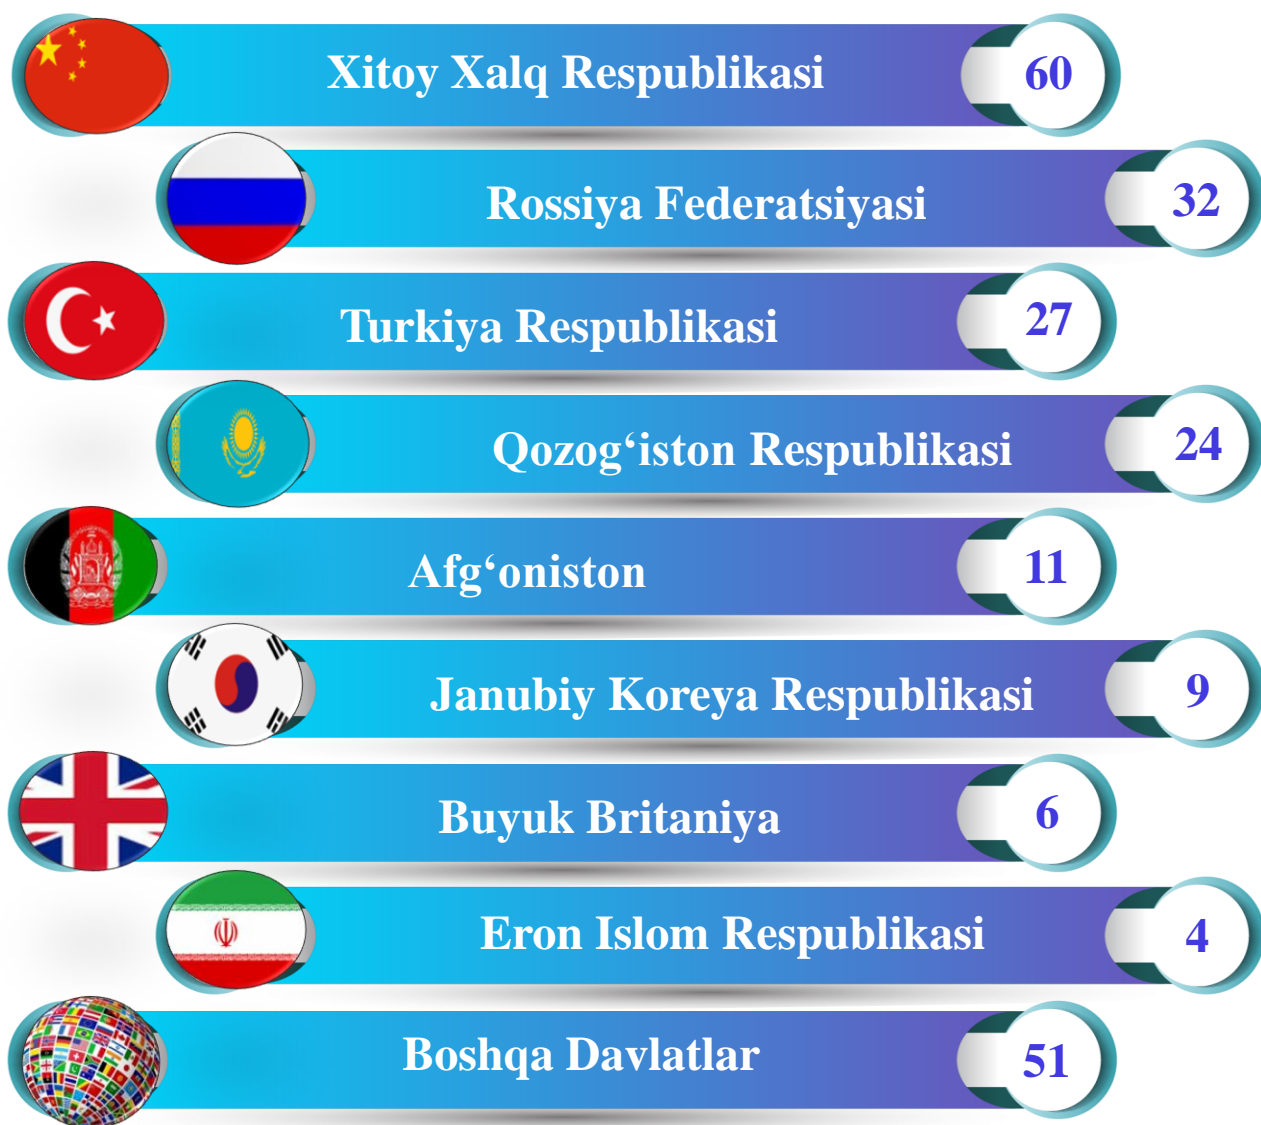 Xitoy Xalq Respublikasi 60
Rossiya Federatsiyasi 32
Turkiya Respublikasi 27
Qozog‘iston Respublikasi 24
Afg‘oniston 11
Janubiy Koreya Respublikasi 9
Buyuk Britaniya 6
Eron Islom Respublikasi 4
Boshqa Davlatlar 51